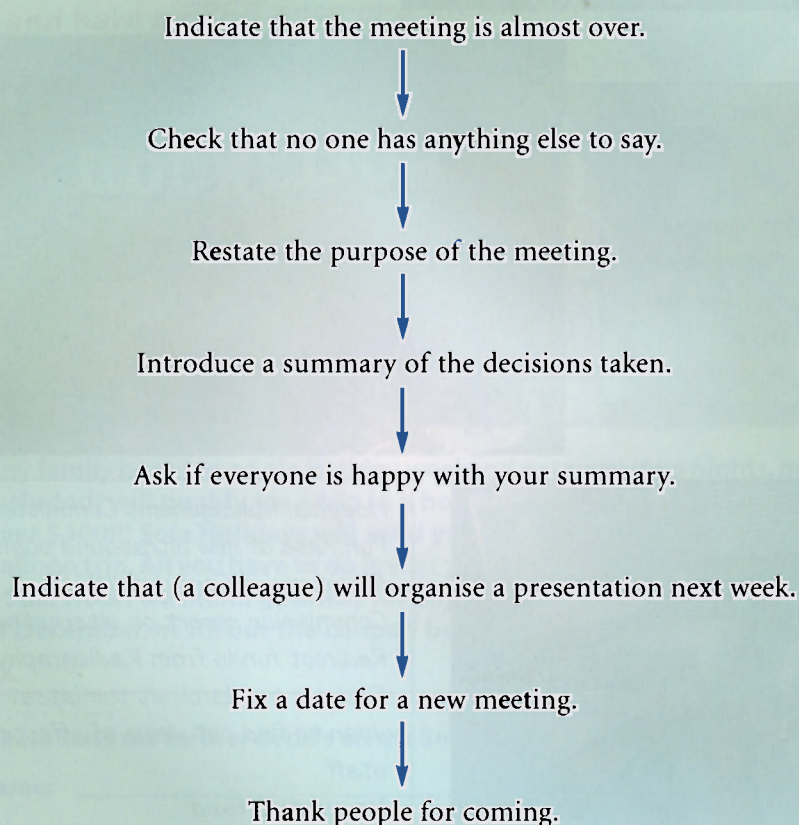 Indicate that the meeting is almost over.
Check that no one has anything else to say.
Restate the purpose of the meeting.
Introduce a summary of the decisions taken.
Ask if everyone is happy with your summary.
Indicate that (a colleague) will organise a presentation next week.
Fix a date for a new meeting.
Thank people for coming.